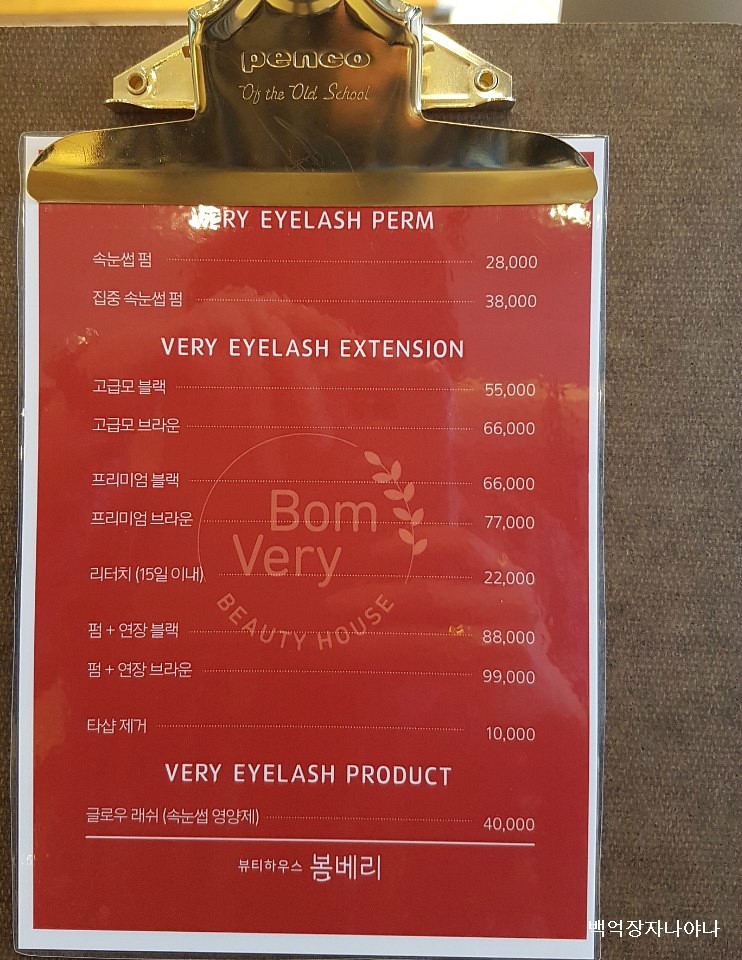 penco
Of the Old School
VERY EYELASH PERM
속눈썹 펌 28,000
집중 속눈썹 펌 38,000
VERY EYELASH EXTENSION
고급모 블랙 55,000
고급모 브라운 66,000
프리미엄 블랙 66,000
프리미엄 브라운 77,000
리터치 (15일 이내) 22,000
펌 + 연장 블랙 88,000
펌 + 연장 브라운 99,000
타샵 제거 10,000
Bom
Very
BEAUTY HOUSE
VERY EYELASH PRODUCT
글로우 래쉬 (속눈썹 영양제) 40,000
뷰티하우스 봄베리
백억장자나야나